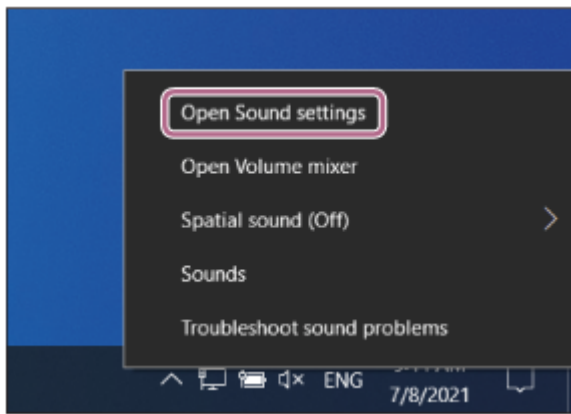 Open Sound settings
Open Volume mixer
Spatial sound (Off)
Sounds
Troubleshoot sound problems
ENG
7/8/2021